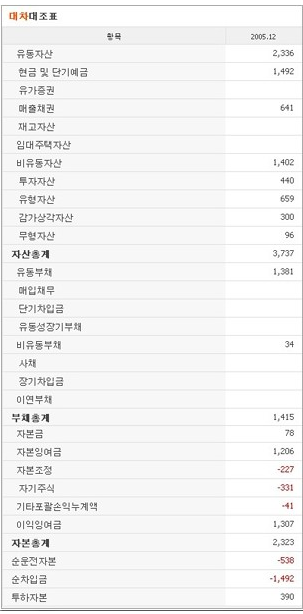 대차대조표
항목 2005.12
유동자산 2,336
현금 및 단기예금 1,492
유가증권
매출채권 641
재고자산
임대주택자산
비유동자산 1,402
투자자산 440
유형자산 659
감가상각자산 300
무형자산 96
자산총계 3,737
유동부채 1,381
매입채무
단기차입금
유동성장기부채
비유동부채 34
사채
장기차입금
이연부채
부채총계 1,415
자본금 78
자본잉여금 1,206
자본조정 -227
자기주식 -331
기타포괄손익누계액 -41
이익잉여금 1,307
자본총계 2,323
순운전자본 -538
순차입금 -1,492
투하자본 390